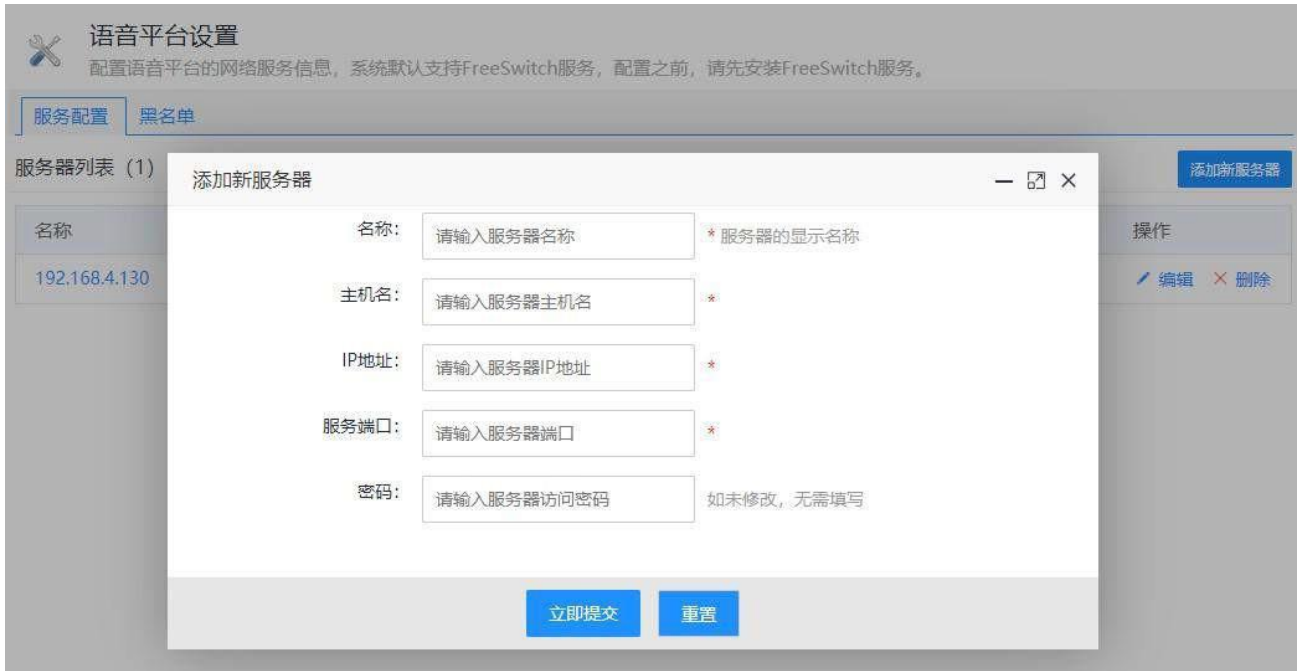 语音平台设置
配置语音平台的网络服务信息，系统默认支持FreeSwitch服务，配置之前，请先安装FreeSwitch服务。
服务配置 黑名单
服务器列表（1） 添加新服务器
添加新服务器
名称 操作
192.168.4.130 编辑 删除
名称： 请输入服务器名称 * 服务器的显示名称
主机名： 请输入服务器主机名 *
IP地址： 请输入服务器IP地址 *
服务端口： 请输入服务器端口 *
密码： 请输入服务器访问密码 如未修改，无需填写
立即提交 重置